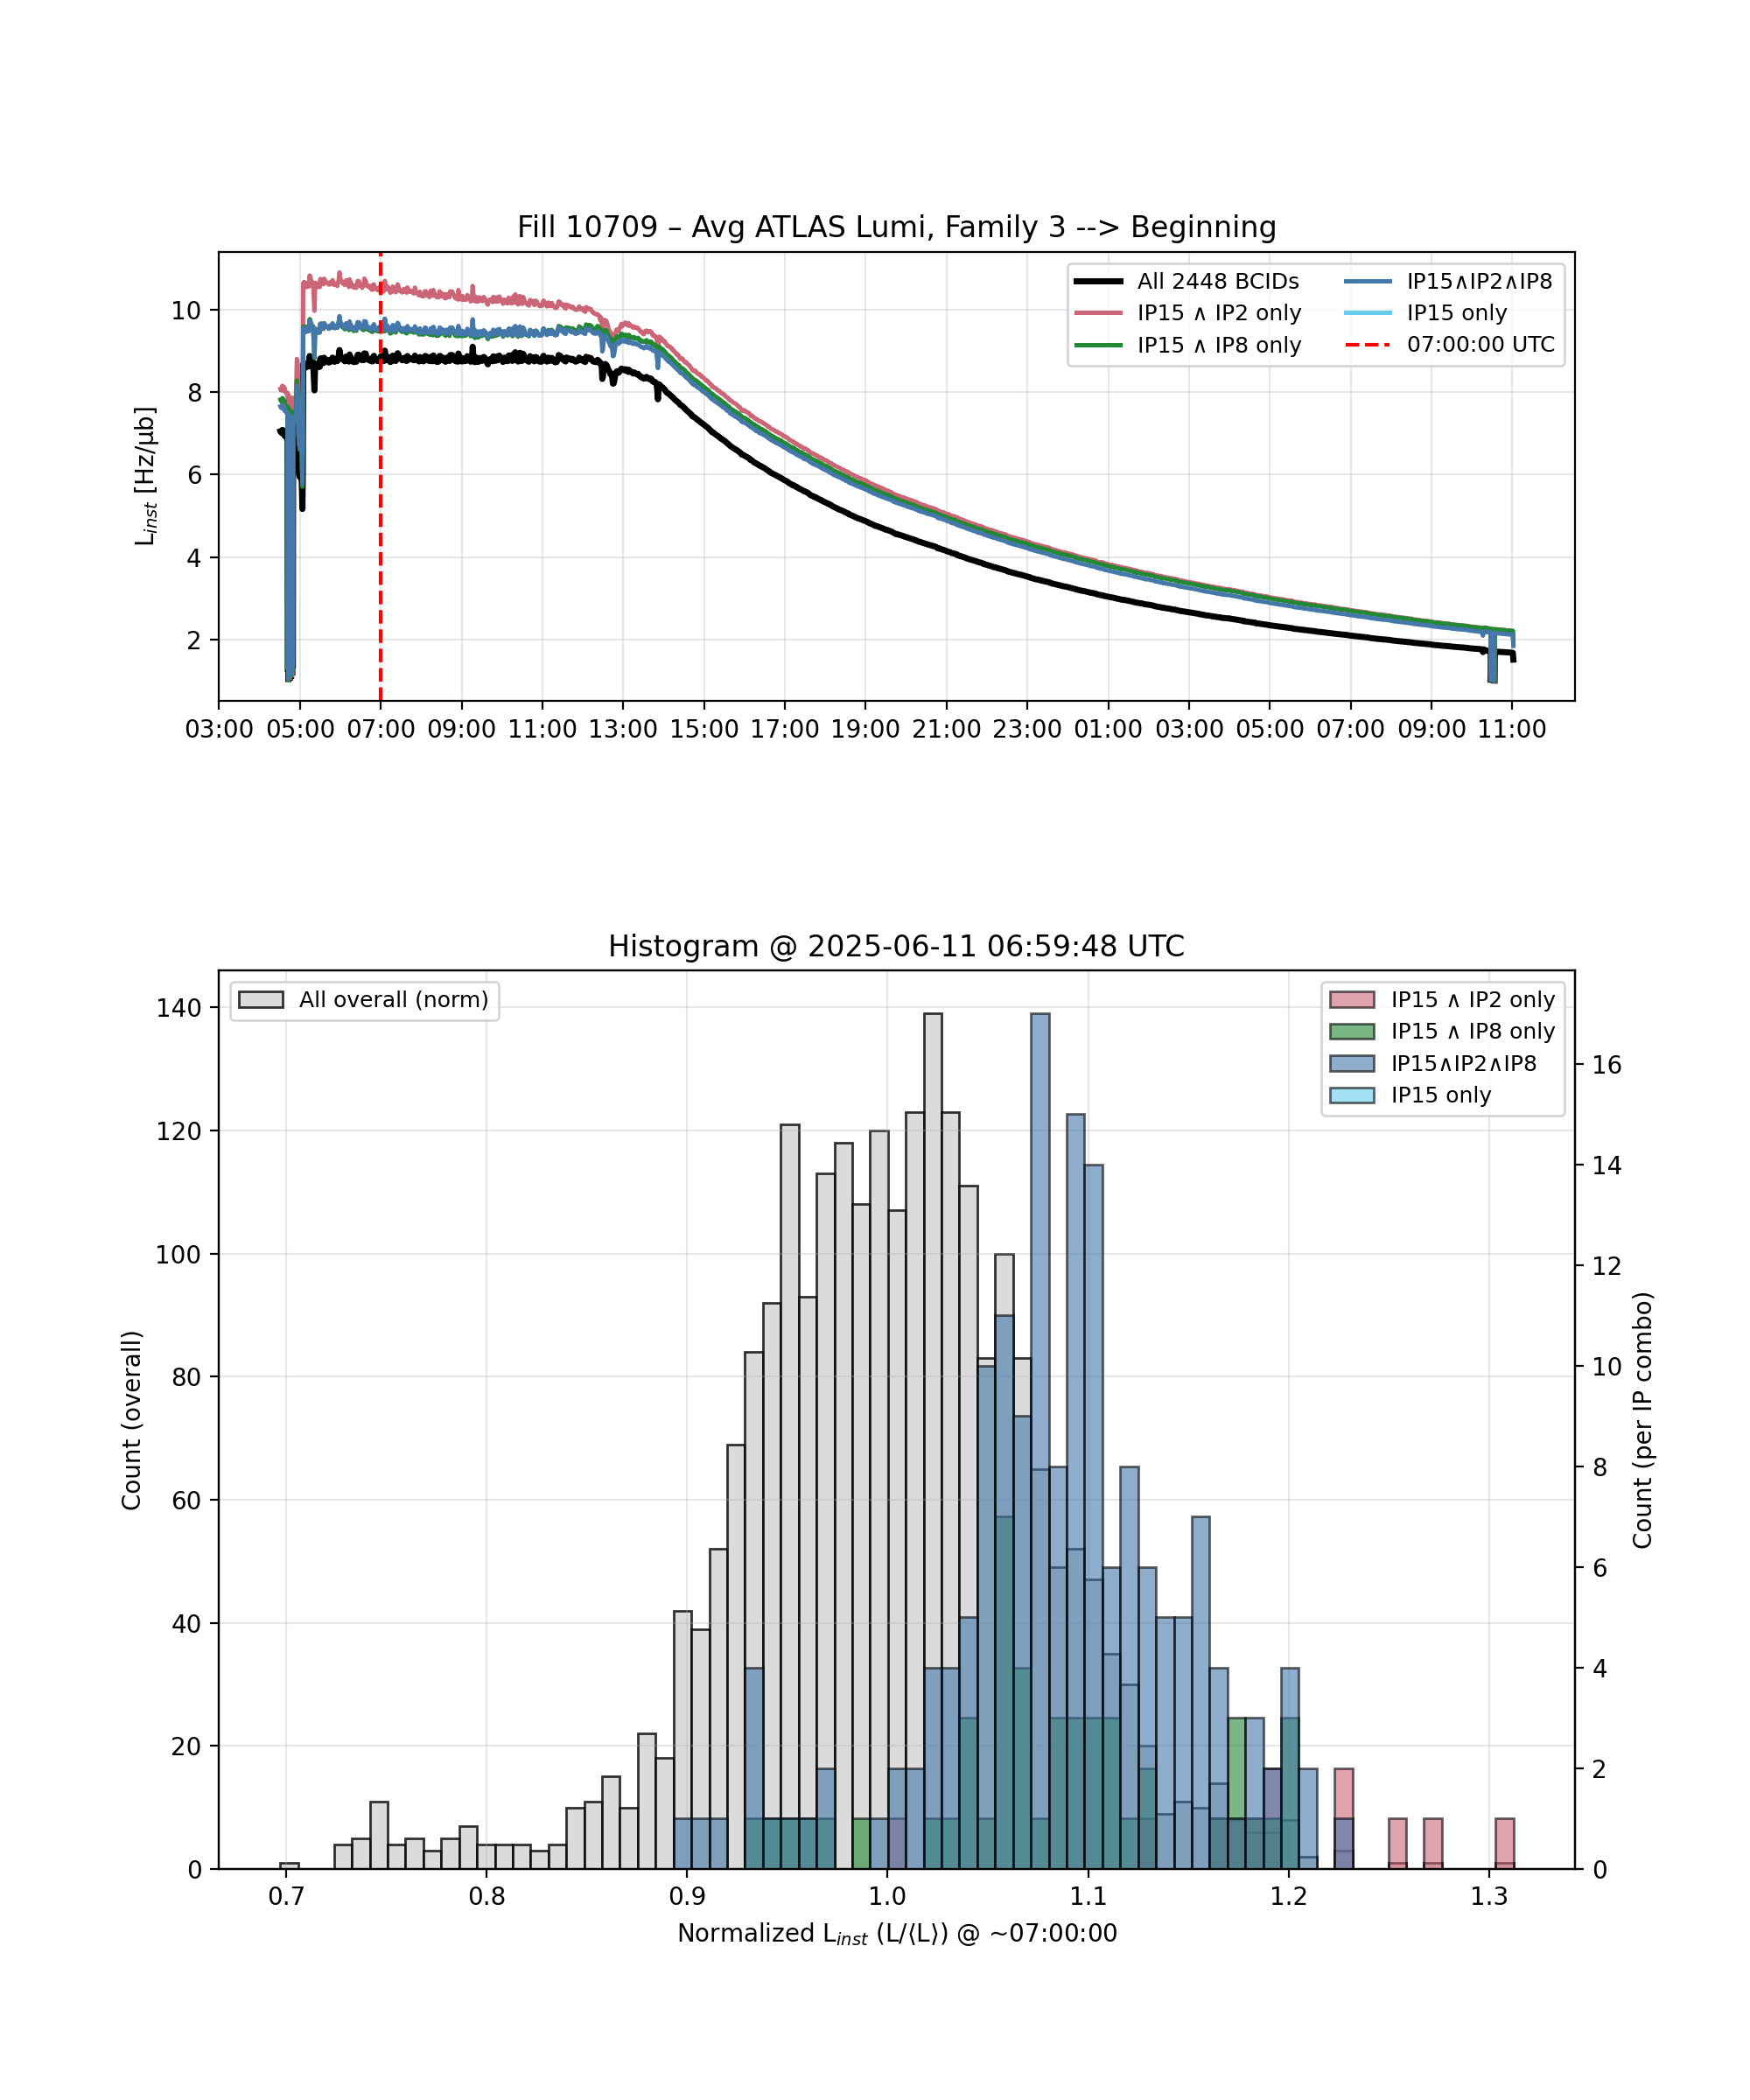 Fill 10709 – Avg ATLAS Lumi, Family 3 --> Beginning
L_inst [Hz/μb]
10
8
6
4
2
All 2448 BCIDs
IP15 ∧ IP2 only
IP15 ∧ IP8 only
IP15∧IP2∧IP8
IP15 only
07:00:00 UTC
03:00 05:00 07:00 09:00 11:00 13:00 15:00 17:00 19:00 21:00 23:00 01:00 03:00 05:00 07:00 09:00 11:00
Histogram @ 2025-06-11 06:59:48 UTC
Count (overall)
140
120
100
80
60
40
20
0
All overall (norm)
IP15 ∧ IP2 only
IP15 ∧ IP8 only
IP15∧IP2∧IP8
IP15 only
16
14
12
10
8
6
4
2
0
Count (per IP combo)
0.7 0.8 0.9 1.0 1.1 1.2 1.3
Normalized L_inst (L/⟨L⟩) @ ~07:00:00